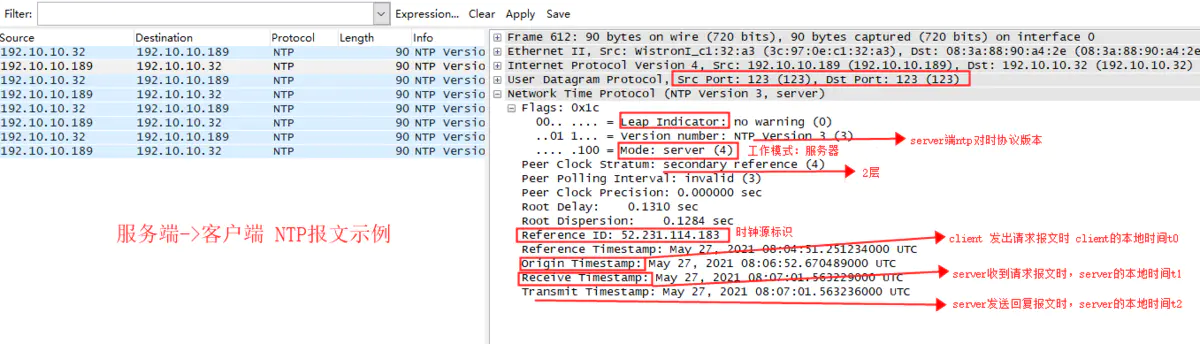 Filter:
Expression... Clear Apply Save
Source Destination Protocol Length Info
192.10.10.32 192.10.10.189 NTP 90 NTP Versio
192.10.10.189 192.10.10.32 NTP 90 NTP Versio
192.10.10.32 192.10.10.189 NTP 90 NTP Versio
192.10.10.189 192.10.10.32 NTP 90 NTP Versio
192.10.10.189 192.10.10.32 NTP 90 NTP Versio
192.10.10.32 192.10.10.189 NTP 90 NTP Versio
192.10.10.32 192.10.10.189 NTP 90 NTP Versio
192.10.10.189 192.10.10.32 NTP 90 NTP Versio
服务端->客户端 NTP报文示例
Frame 612: 90 bytes on wire (720 bits), 90 bytes captured (720 bits) on interface 0
Ethernet II, Src: WistronI_c1:32:a3 (3c:97:0e:c1:32:a3), Dst: 08:3a:88:90:a4:2e (08:3a:88:90:a4:2e
Internet Protocol Version 4, Src: 192.10.10.189 (192.10.10.189), Dst: 192.10.10.32 (192.10.10.32)
User Datagram Protocol, Src Port: 123 (123), Dst Port: 123 (123)
Network Time Protocol (NTP Version 3, server)
Flags: 0x1c
00.. .... = Leap Indicator: no warning (0)
..01 1... = Version number: NTP Version 3 (3)
server端ntp对时协议版本
.... .100 = Mode: server (4) 工作模式：服务器
Peer Clock Stratum: secondary reference (4)
2层
Peer Polling Interval: invalid (3)
Peer Clock Precision: 0.000000 sec
Root Delay: 0.1310 sec
Root Dispersion: 0.1284 sec
Reference ID: 52.231.114.183 时钟源标识
client 发出请求报文时 client的本地时间t0
Reference Timestamp: May 27, 2021 08:04:51.251234000 UTC
Origin Timestamp: May 27, 2021 08:06:52.670489000 UTC
Receive Timestamp: May 27, 2021 08:07:01.563229000 UTC
server收到请求报文时，server的本地时间t1
Transmit Timestamp: May 27, 2021 08:07:01.563236000 UTC
server发送回复报文时，server的本地时间t2